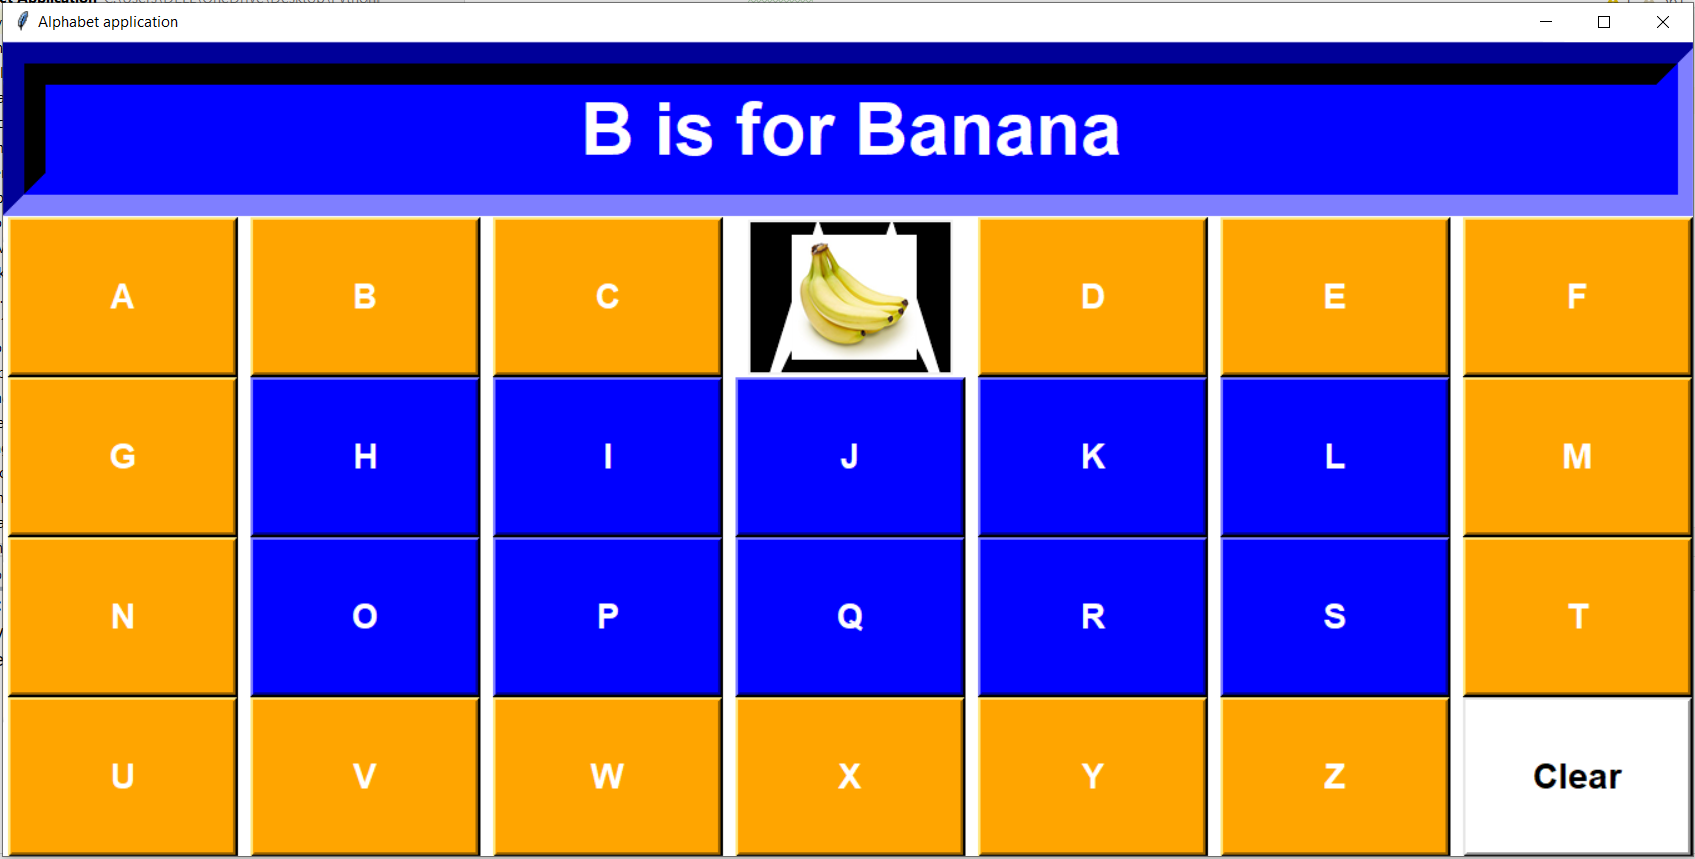 Alphabet application
B is for Banana
A B C D E F
G H I J K L M
N O P Q R S T
U V W X Y Z Clear